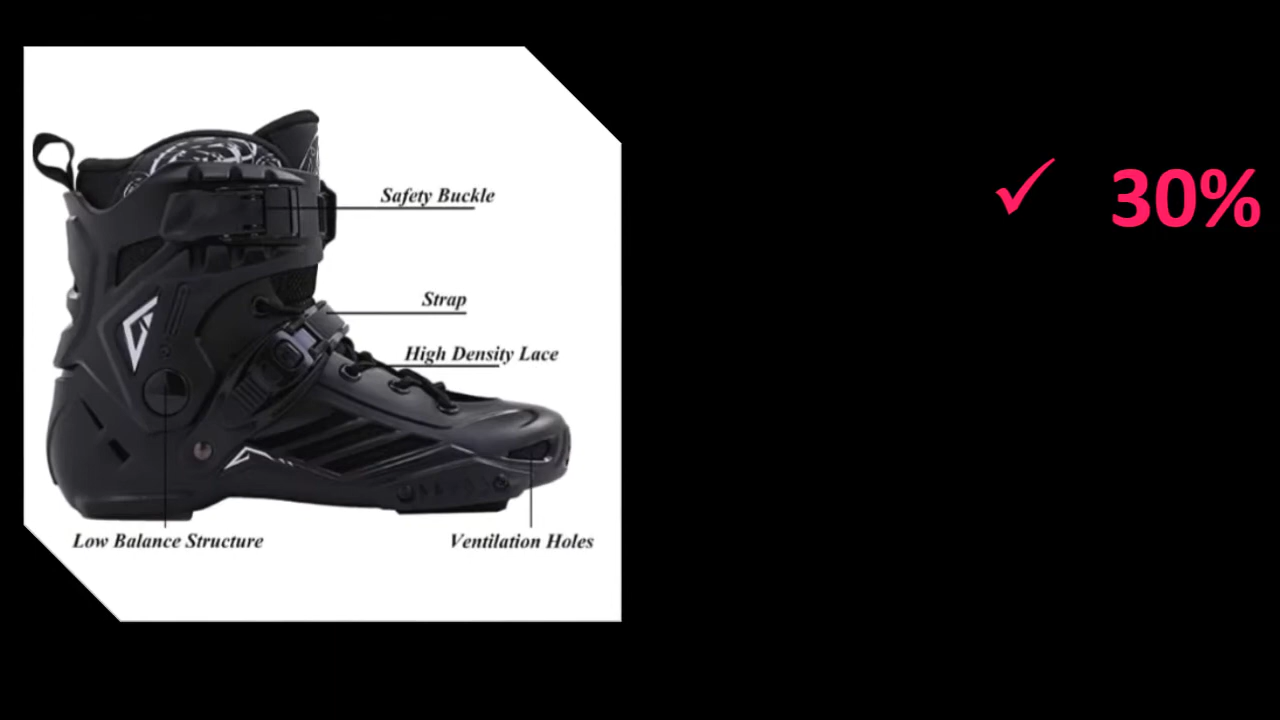 Safety Buckle
Strap
High Density Lace
Low Balance Structure
Ventilation Holes
✓ 30%